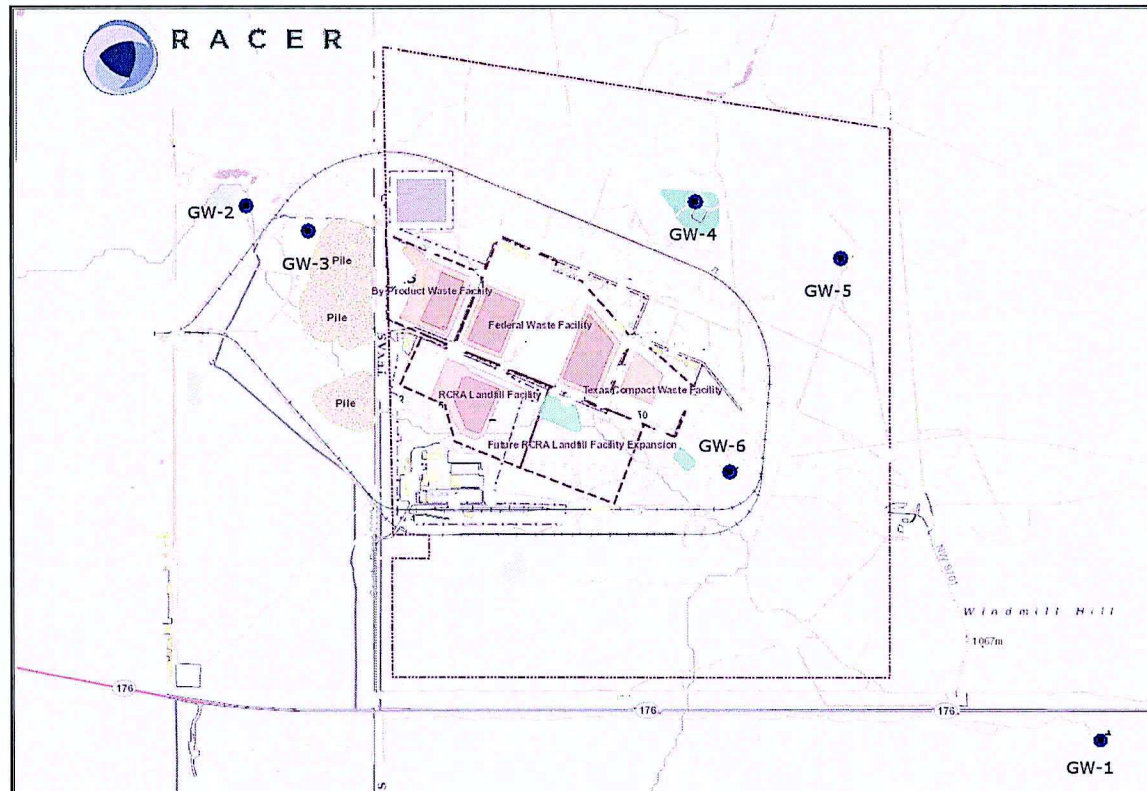 RACER
GW-2
GW-3
Pile
Pile
Pile
GW-4
GW-5
By Product Waste Facility
Federal Waste Facility
Texas Compact Waste Facility
RCRA Landfill Facility
Future RCRA Landfill Facility Expansion
GW-6
NW 9701
Windmill Hill
1067m
176
176
176
GW-1